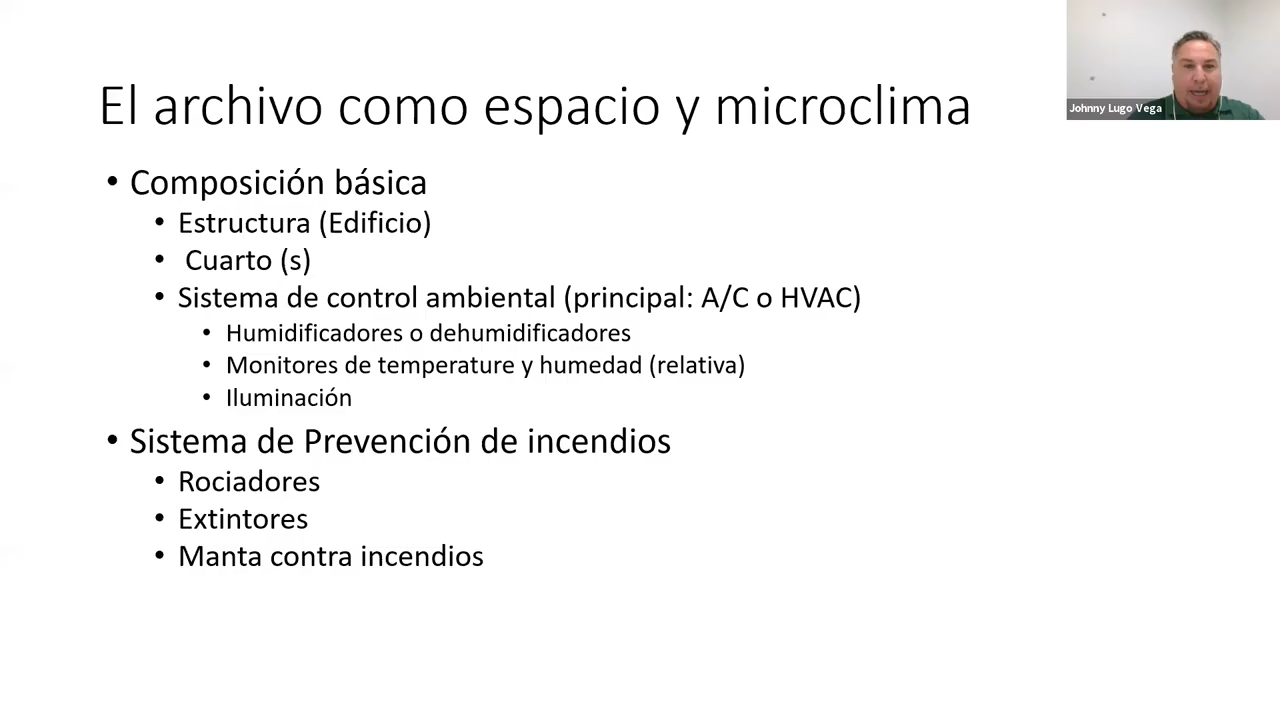 El archivo como espacio y microclima
Johnny Lugo Vega
• Composición básica
• Estructura (Edificio)
• Cuarto (s)
• Sistema de control ambiental (principal: A/C o HVAC)
• Humidificadores o dehumidificadores
• Monitores de temperature y humedad (relativa)
• Iluminación
• Sistema de Prevención de incendios
• Rociadores
• Extintores
• Manta contra incendios